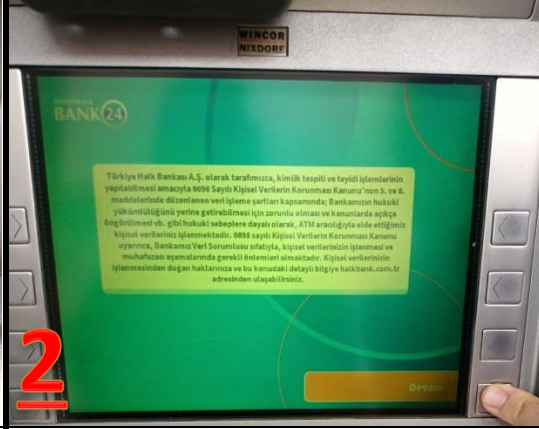 WINCOR
NIXDORF
BANK 24
Türkiye Halk Bankası A.Ş. olarak tarafımızca, kimlik tespiti ve teyidi işlemlerinin
yapılabilmesi amacıyla 6698 Sayılı Kişisel Verilerin Korunması Kanunu'nun 5. ve 6.
maddelerinde düzenlenen veri işleme şartları kapsamında; Bankamızın hukuki
yükümlülüğünü yerine getirebilmesi için zorunlu olması ve kanunlarda açıkça
öngörülmesi vb. gibi hukuki sebeplere dayalı olarak, ATM aracılığıyla elde ettiğimiz
kişisel verileriniz işlenmektedir. 6698 sayılı Kişisel Verilerin Korunması Kanunu
uyarınca, Bankamız Veri Sorumlusu sıfatıyla, kişisel verilerinizin işlenmesi ve
muhafazası aşamalarında gerekli önlemleri almaktadır. Kişisel verilerinizin
işlenmesinden doğan haklarınıza ve bu konudaki detaylı bilgiye halkbank.com.tr
adresinden ulaşabilirsiniz.
Devam
2